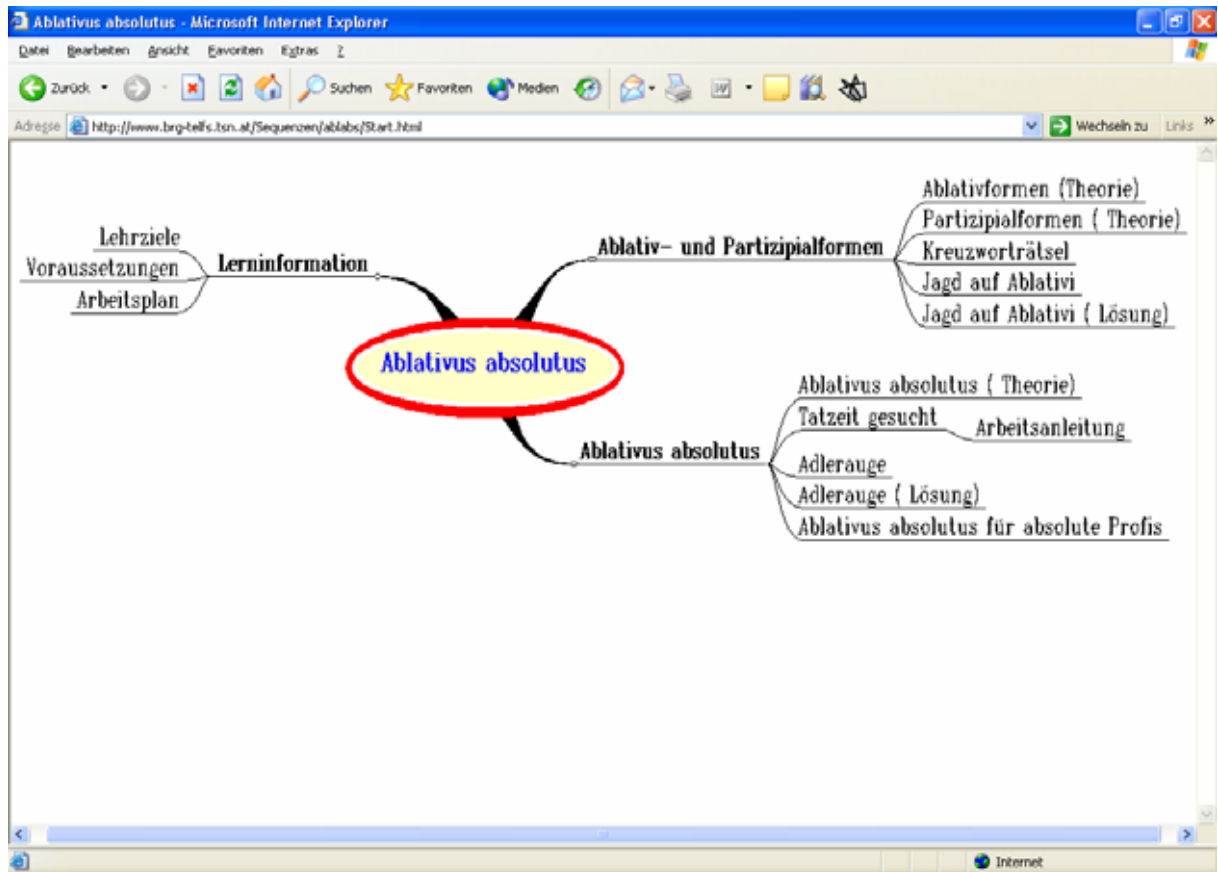 Ablativus absolutus - Microsoft Internet Explorer
Datei Bearbeiten Ansicht Favoriten Extras ?
Zurück Suchen Favoriten Medien
Adresse http://www.brg-telfs.tsn.at/Sequenzen/ablabs/Start.html Wechseln zu Links »
Lehrziele
Voraussetzungen
Arbeitsplan
Lerninformation
Ablativus absolutus
Ablativ- und Partizipialformen
Ablativformen (Theorie)
Partizipialformen ( Theorie)
Kreuzworträtsel
Jagd auf Ablativi
Jagd auf Ablativi ( Lösung)
Ablativus absolutus
Ablativus absolutus ( Theorie)
Tatzeit gesucht
Arbeitsanleitung
Adlerauge
Adlerauge ( Lösung)
Ablativus absolutus für absolute Profis
Internet